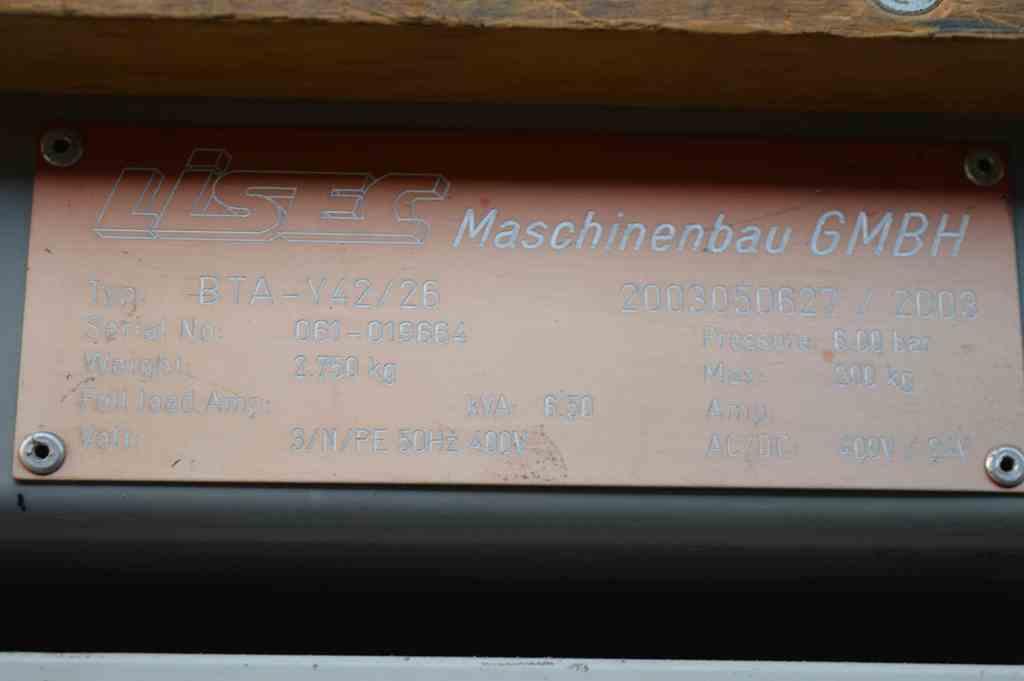 LiSEC Maschinenbau GMBH
Typ: BTA-V42/26 2003050627 / 2003
Serial No: 061-019664 Pressure: 6.00 bar
Weight: 2.750 kg Max: 200 kg
Full load Amp: kVA: 6.50 Amp:
Volt: 3/N/PE 50Hz 400V AC/DC: 400V /